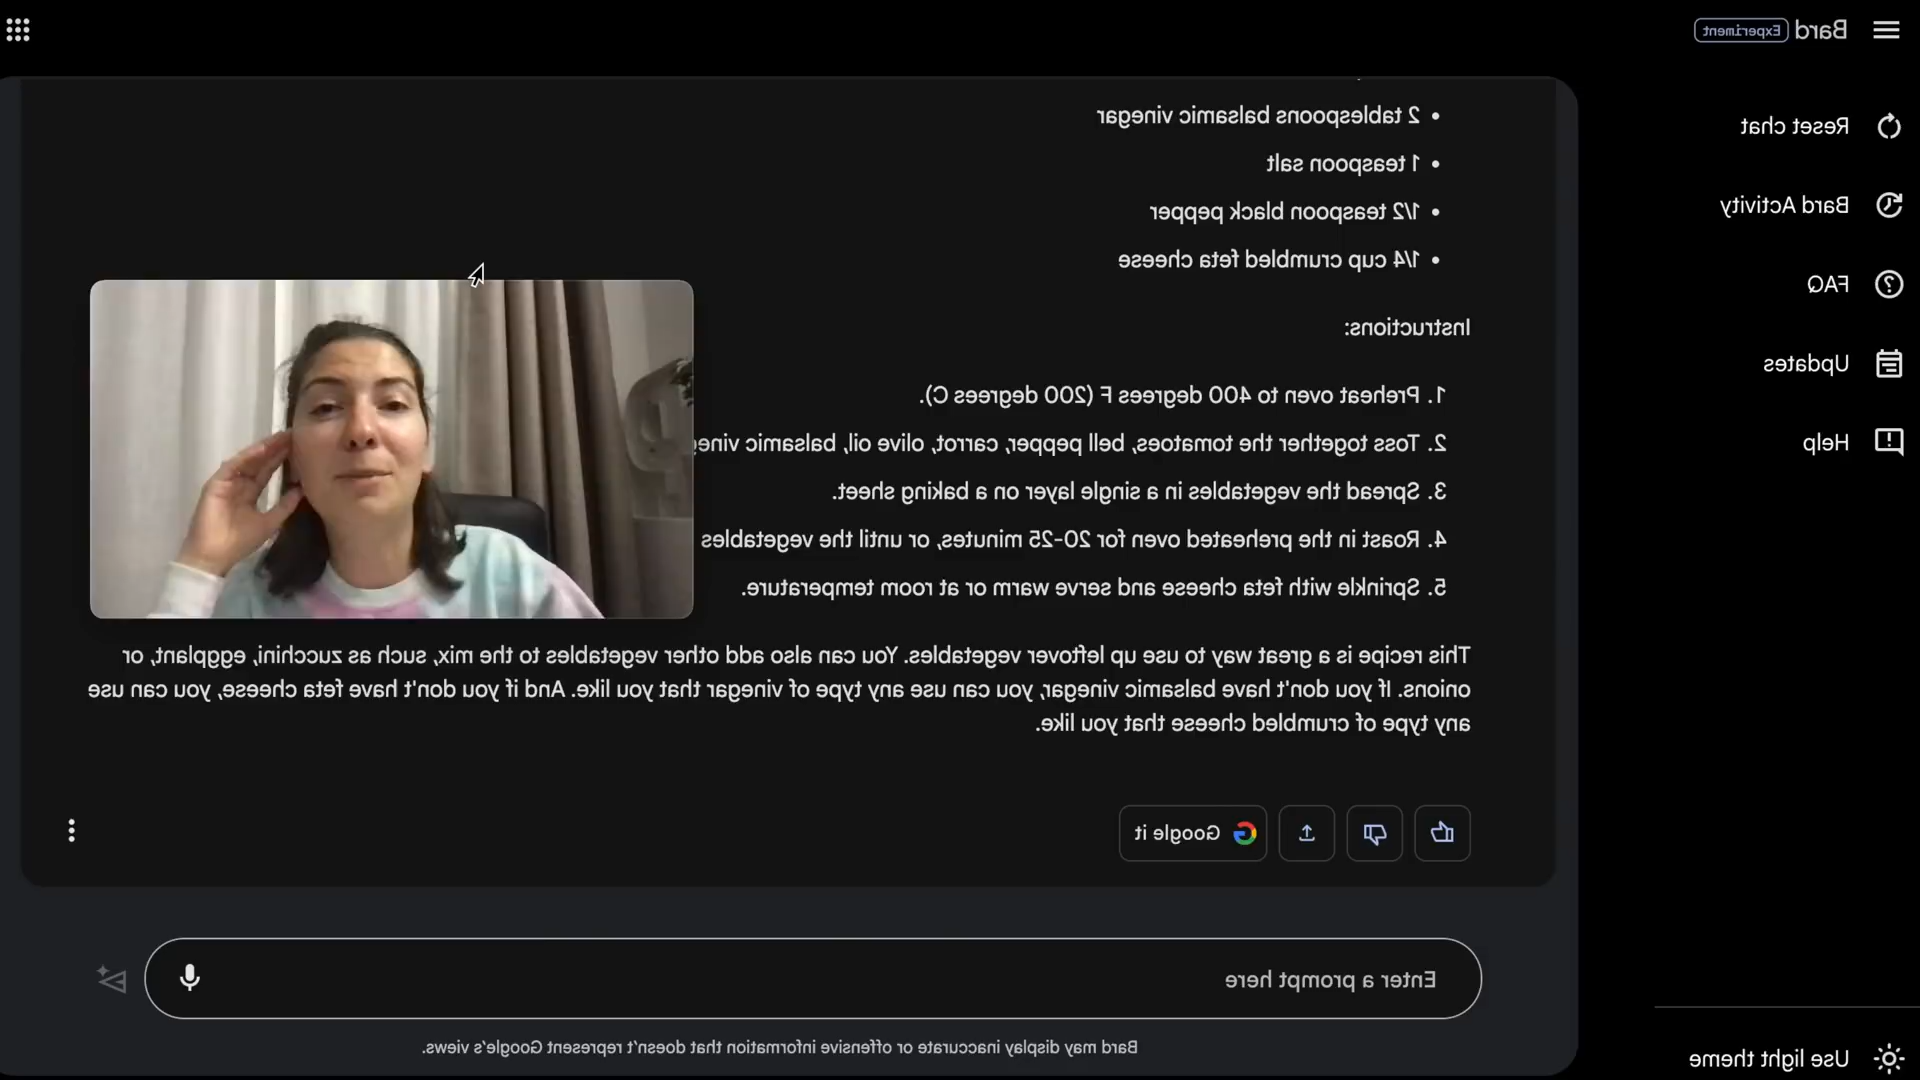 Bard Experiment
Reset chat
Bard Activity
FAQ
Updates
Help
Use light theme
• 2 tablespoons balsamic vinegar
• 1 teaspoon salt
• 1/2 teaspoon black pepper
• 1/4 cup crumbled feta cheese
Instructions:
1. Preheat oven to 400 degrees F (200 degrees C).
2. Toss together the tomatoes, bell pepper, carrot, olive oil, balsamic
3. Spread the vegetables in a single layer on a baking sheet.
4. Roast in the preheated oven for 20-25 minutes, or until the vegetables
5. Sprinkle with feta cheese and serve warm or at room temperature.
This recipe is a great way to use up leftover vegetables. You can also add other vegetables to the mix, such as zucchini, eggplant, or
onions. If you don't have balsamic vinegar, you can use any type of vinegar that you like. And if you don't have feta cheese, you can use
any type of crumbled cheese that you like.
Google it
Enter a prompt here
Bard may display inaccurate or offensive information that doesn't represent Google's views.